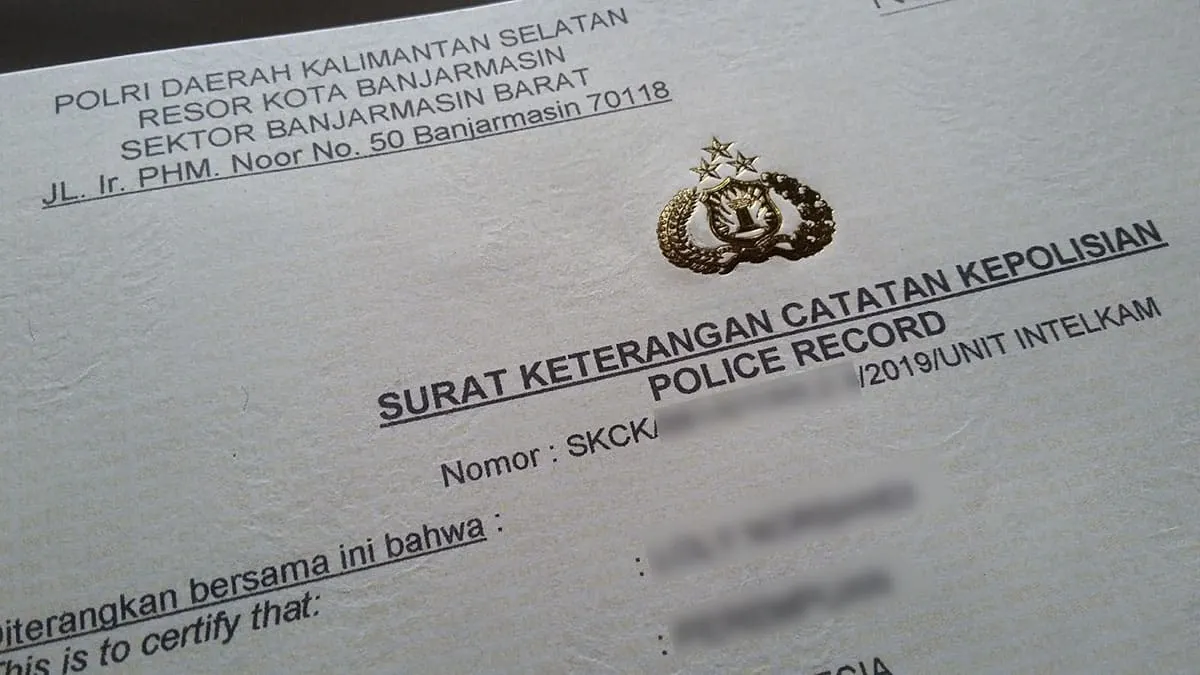 POLRI DAERAH KALIMANTAN SELATAN
RESOR KOTA BANJARMASIN
SEKTOR BANJARMASIN BARAT
JL. Ir. PHM. Noor No. 50 Banjarmasin 70118
SURAT KETERANGAN CATATAN KEPOLISIAN
POLICE RECORD
Nomor : SKCK/ /2019/UNIT INTELKAM
Diterangkan bersama ini bahwa :
This is to certify that:
:
: